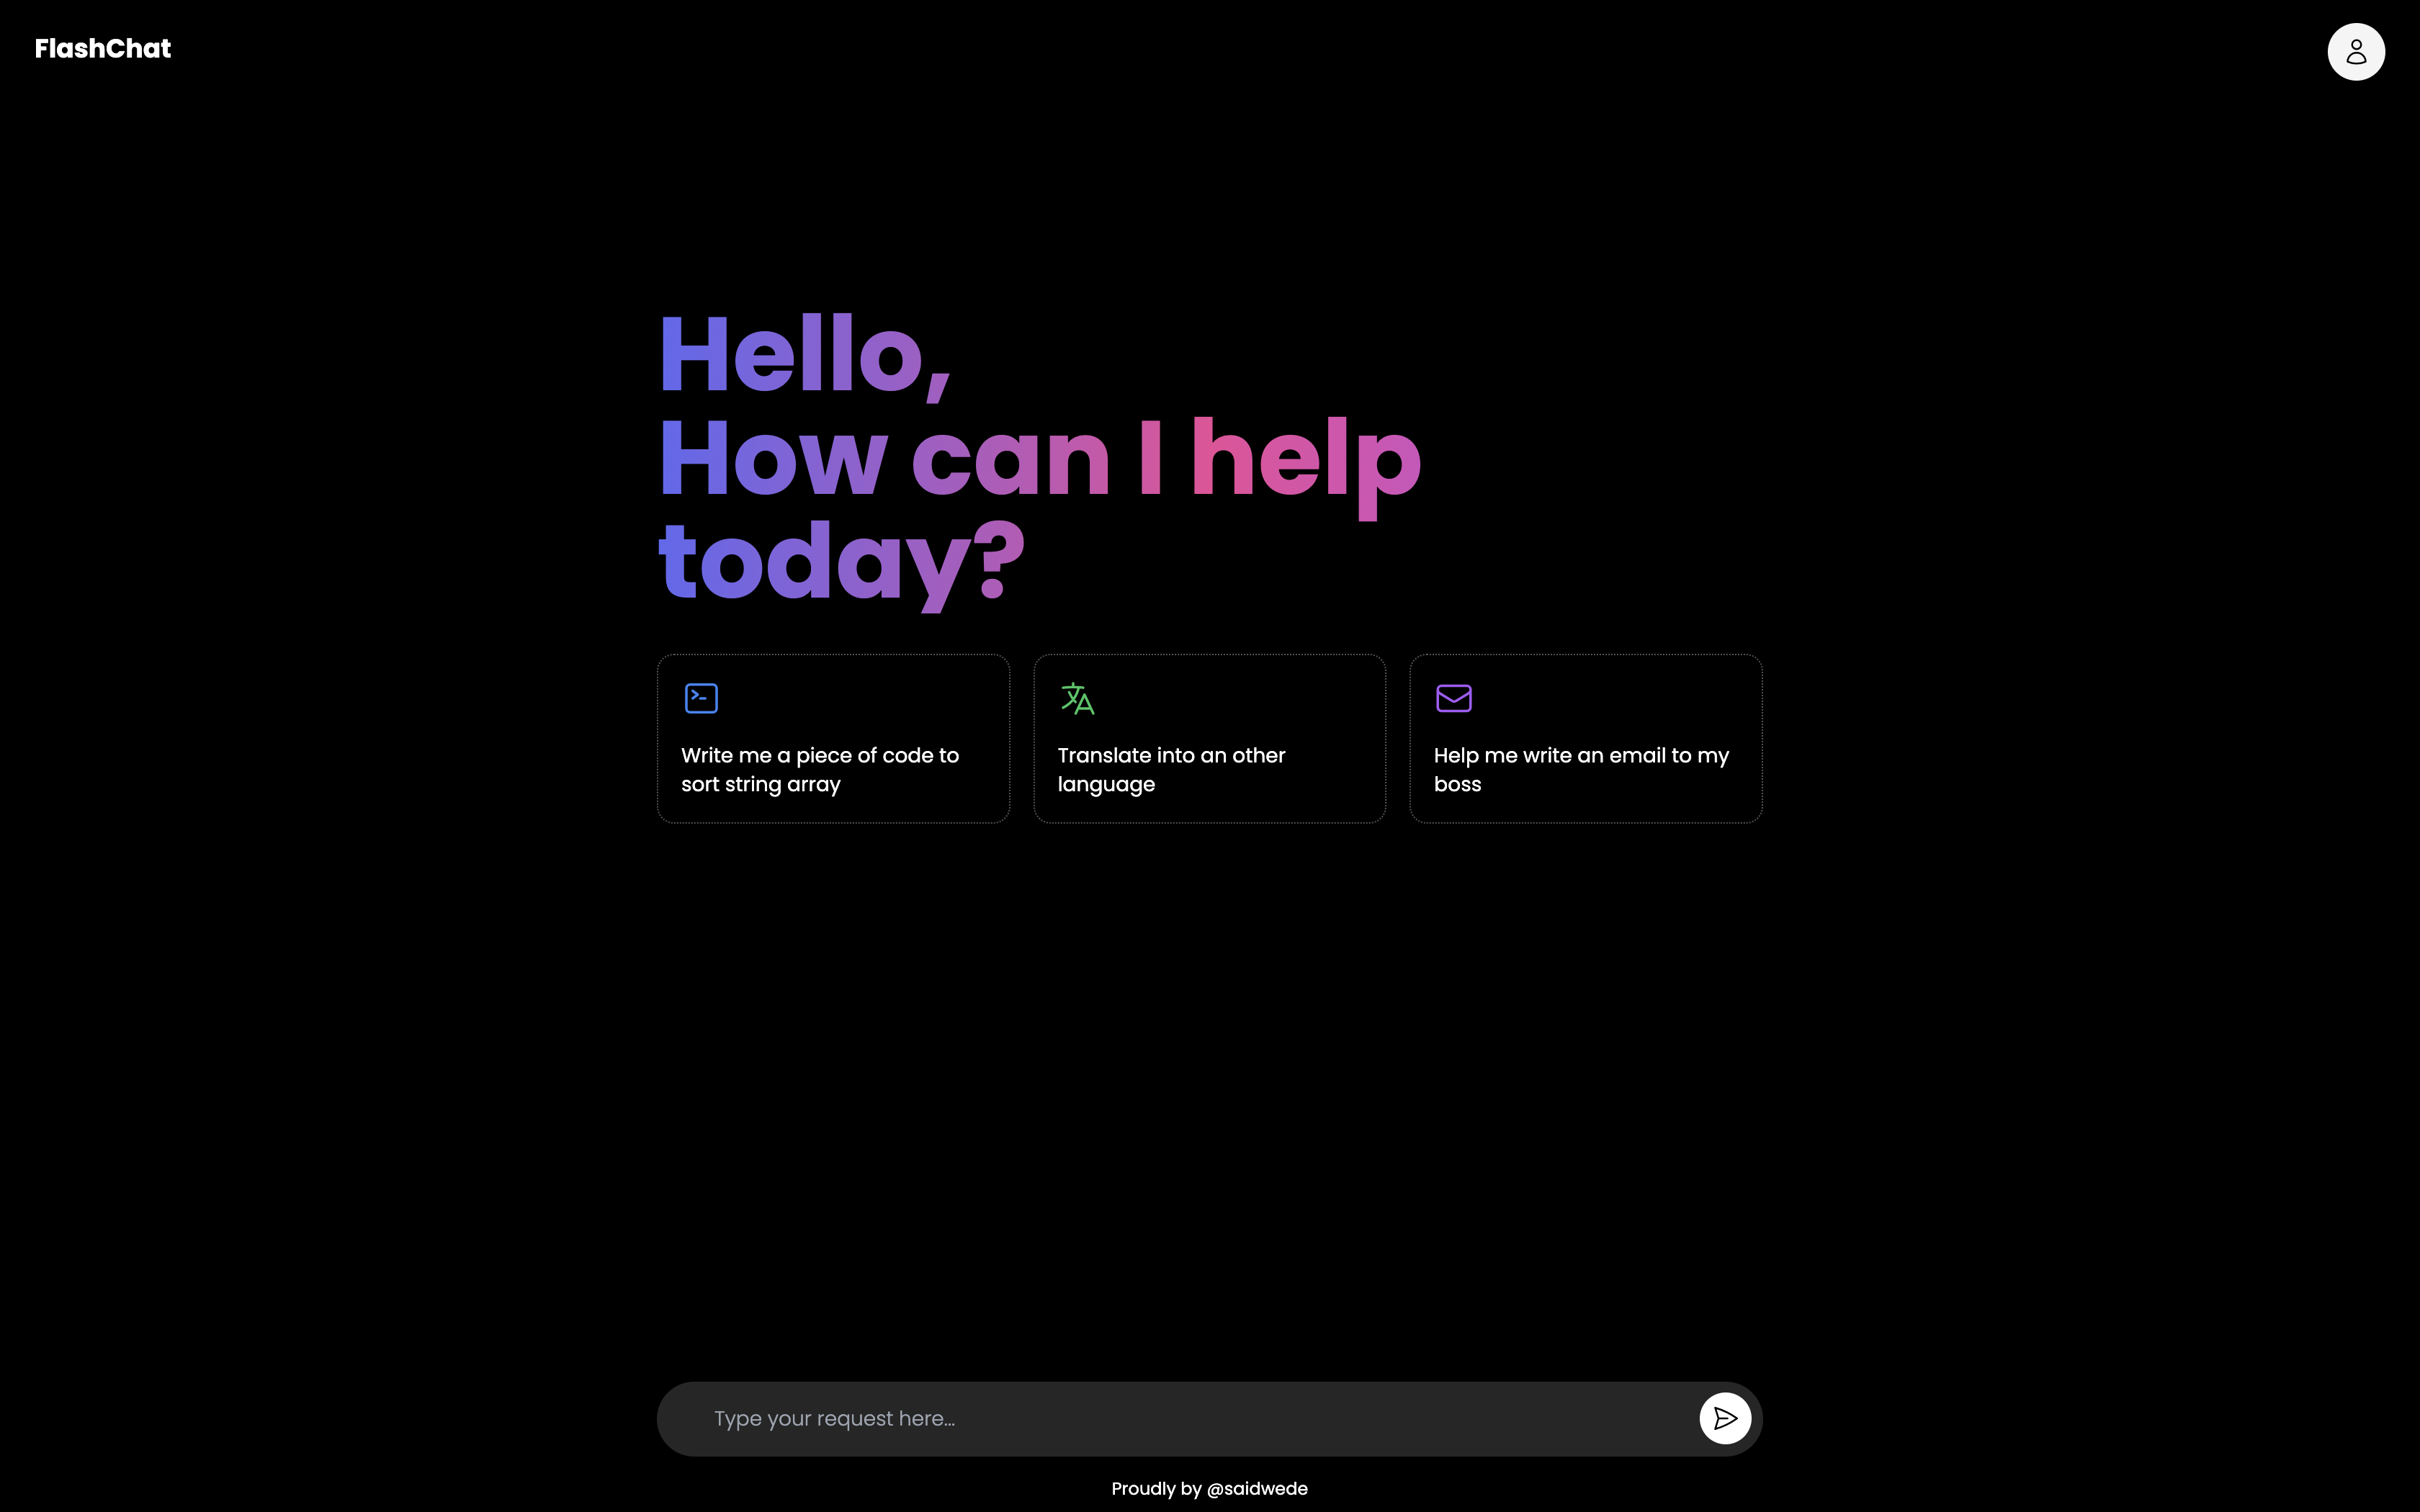 FlashChat
Hello,
How can I help
today?
Write me a piece of code to
sort string array
Translate into an other
language
Help me write an email to my
boss
Type your request here...
Proudly by @saidwede